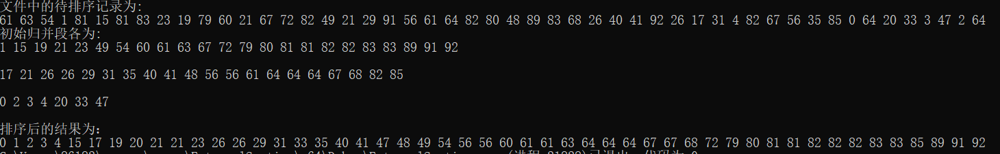 文件中的待排序记录为:
61 63 54 1 81 15 81 83 23 19 79 60 21 67 72 82 49 21 29 91 56 61 64 82 80 48 89 83 68 26 40 41 92 26 17 31 4 82 67 56 35 85 0 64 20 33 3 47 2 64
初始归并段各为:
1 15 19 21 23 49 54 60 61 63 67 72 79 80 81 81 82 82 83 83 89 91 92
17 21 26 26 29 31 35 40 41 48 56 56 61 64 64 64 67 68 82 85
0 2 3 4 20 33 47
排序后的结果为:
0 1 2 3 4 15 17 19 20 21 21 23 26 26 29 31 33 35 40 41 47 48 49 54 56 56 60 61 61 63 64 64 64 67 67 68 72 79 80 81 81 82 82 82 83 83 85 89 91 92